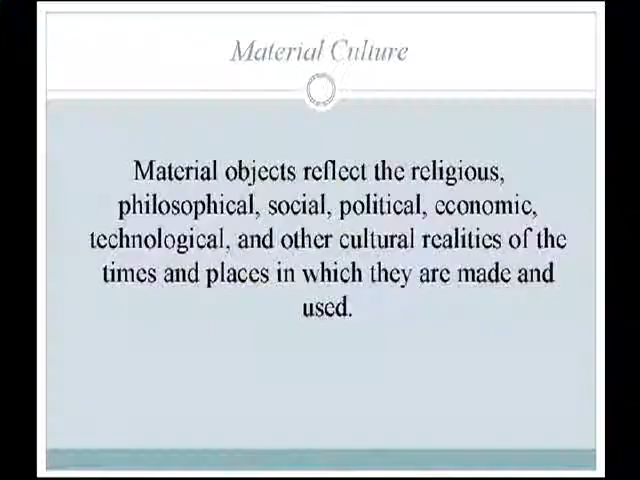 Material Culture
Material objects reflect the religious,
philosophical, social, political, economic,
technological, and other cultural realities of the
times and places in which they are made and
used.